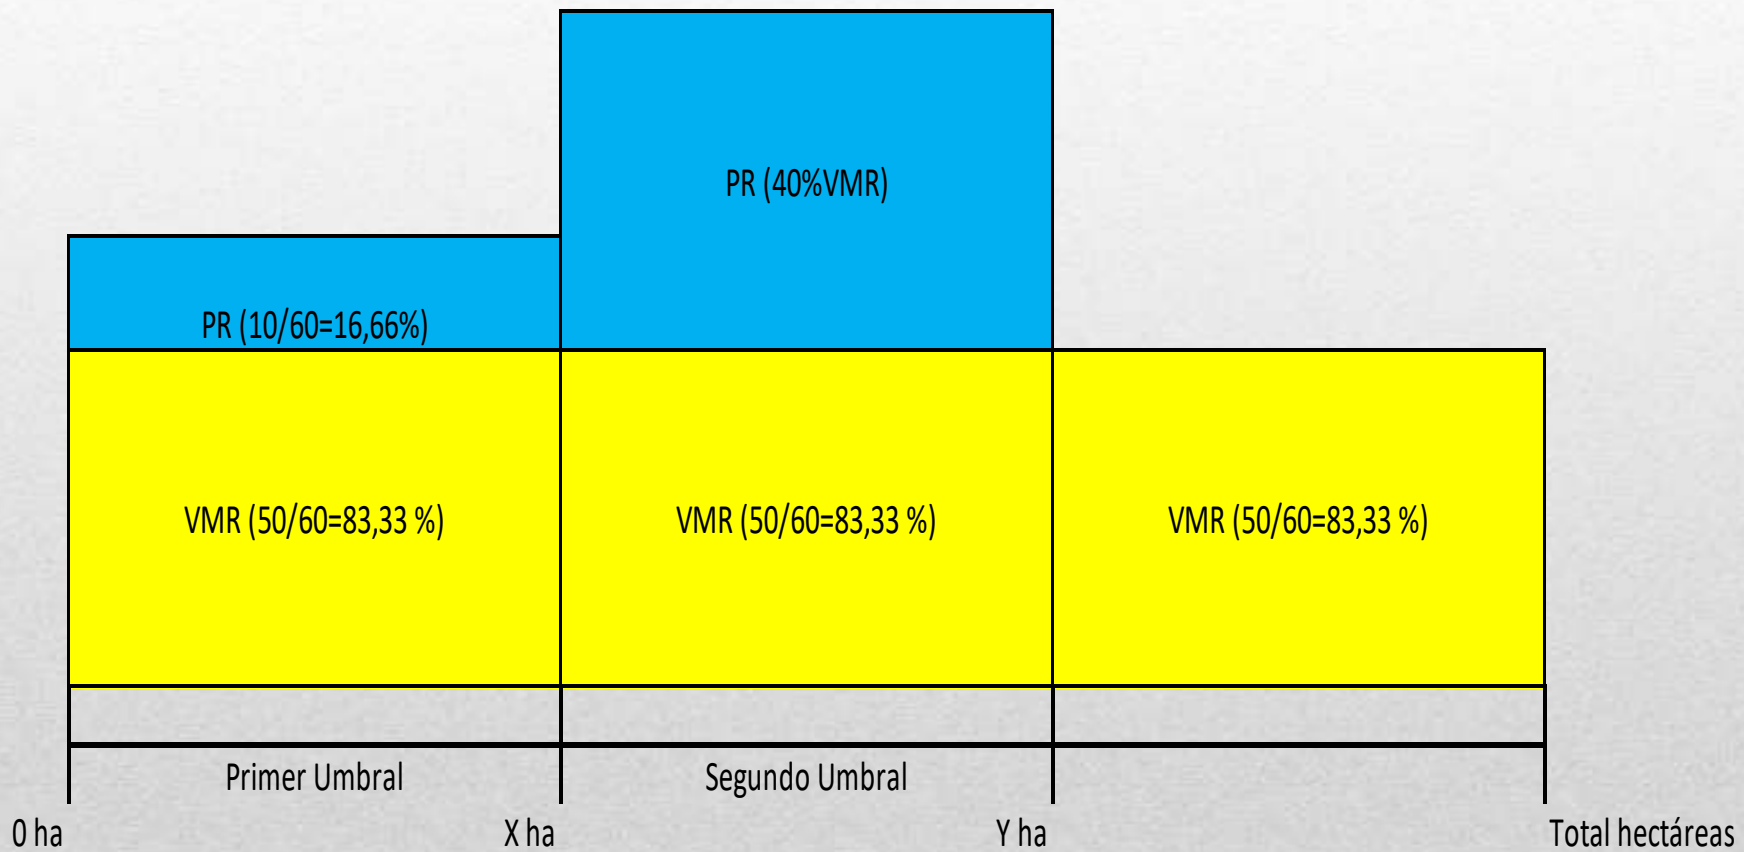 PR (40%VMR)
PR (10/60=16,66%)
VMR (50/60=83,33 %)
VMR (50/60=83,33 %)
VMR (50/60=83,33 %)
Primer Umbral
Segundo Umbral
0 ha
X ha
Y ha
Total hectáreas